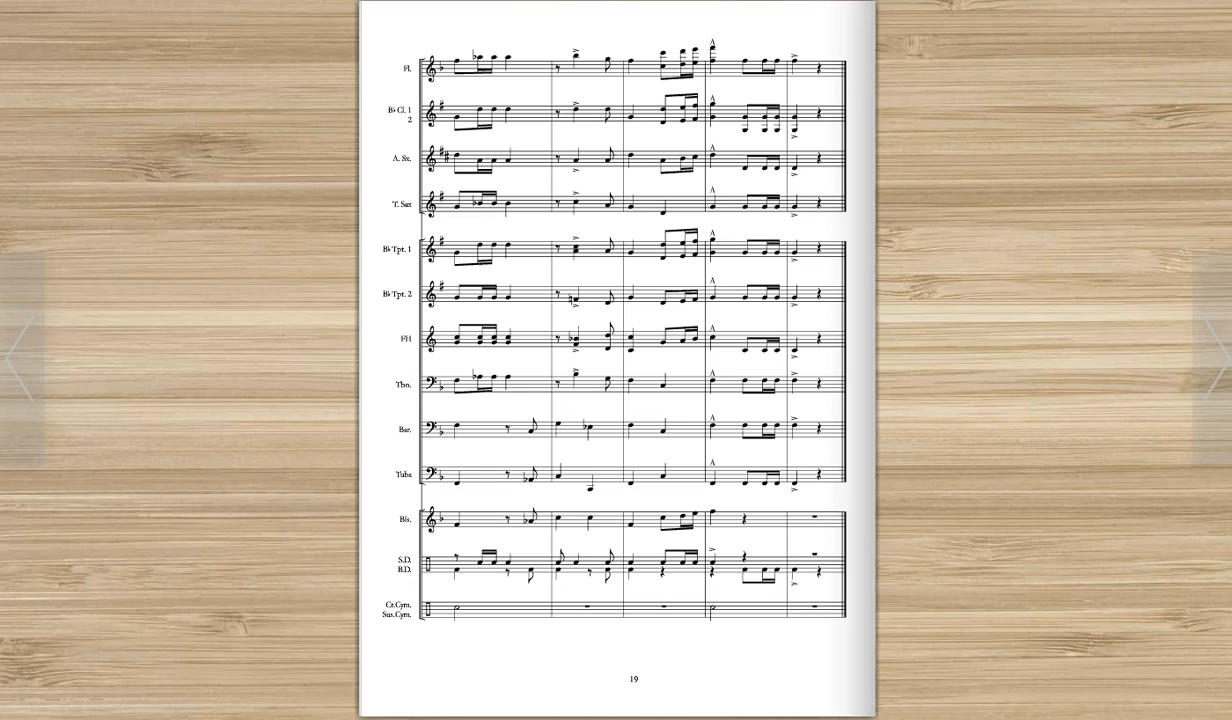 Fl.
B♭ Cl. 1
2
A. Sx.
T. Sax
B♭ Tpt. 1
B♭ Tpt. 2
FH
Tbn.
Bar.
Tuba
Bls.
S.D.
B.D.
Cr.Cym.
Sus.Cym.
19